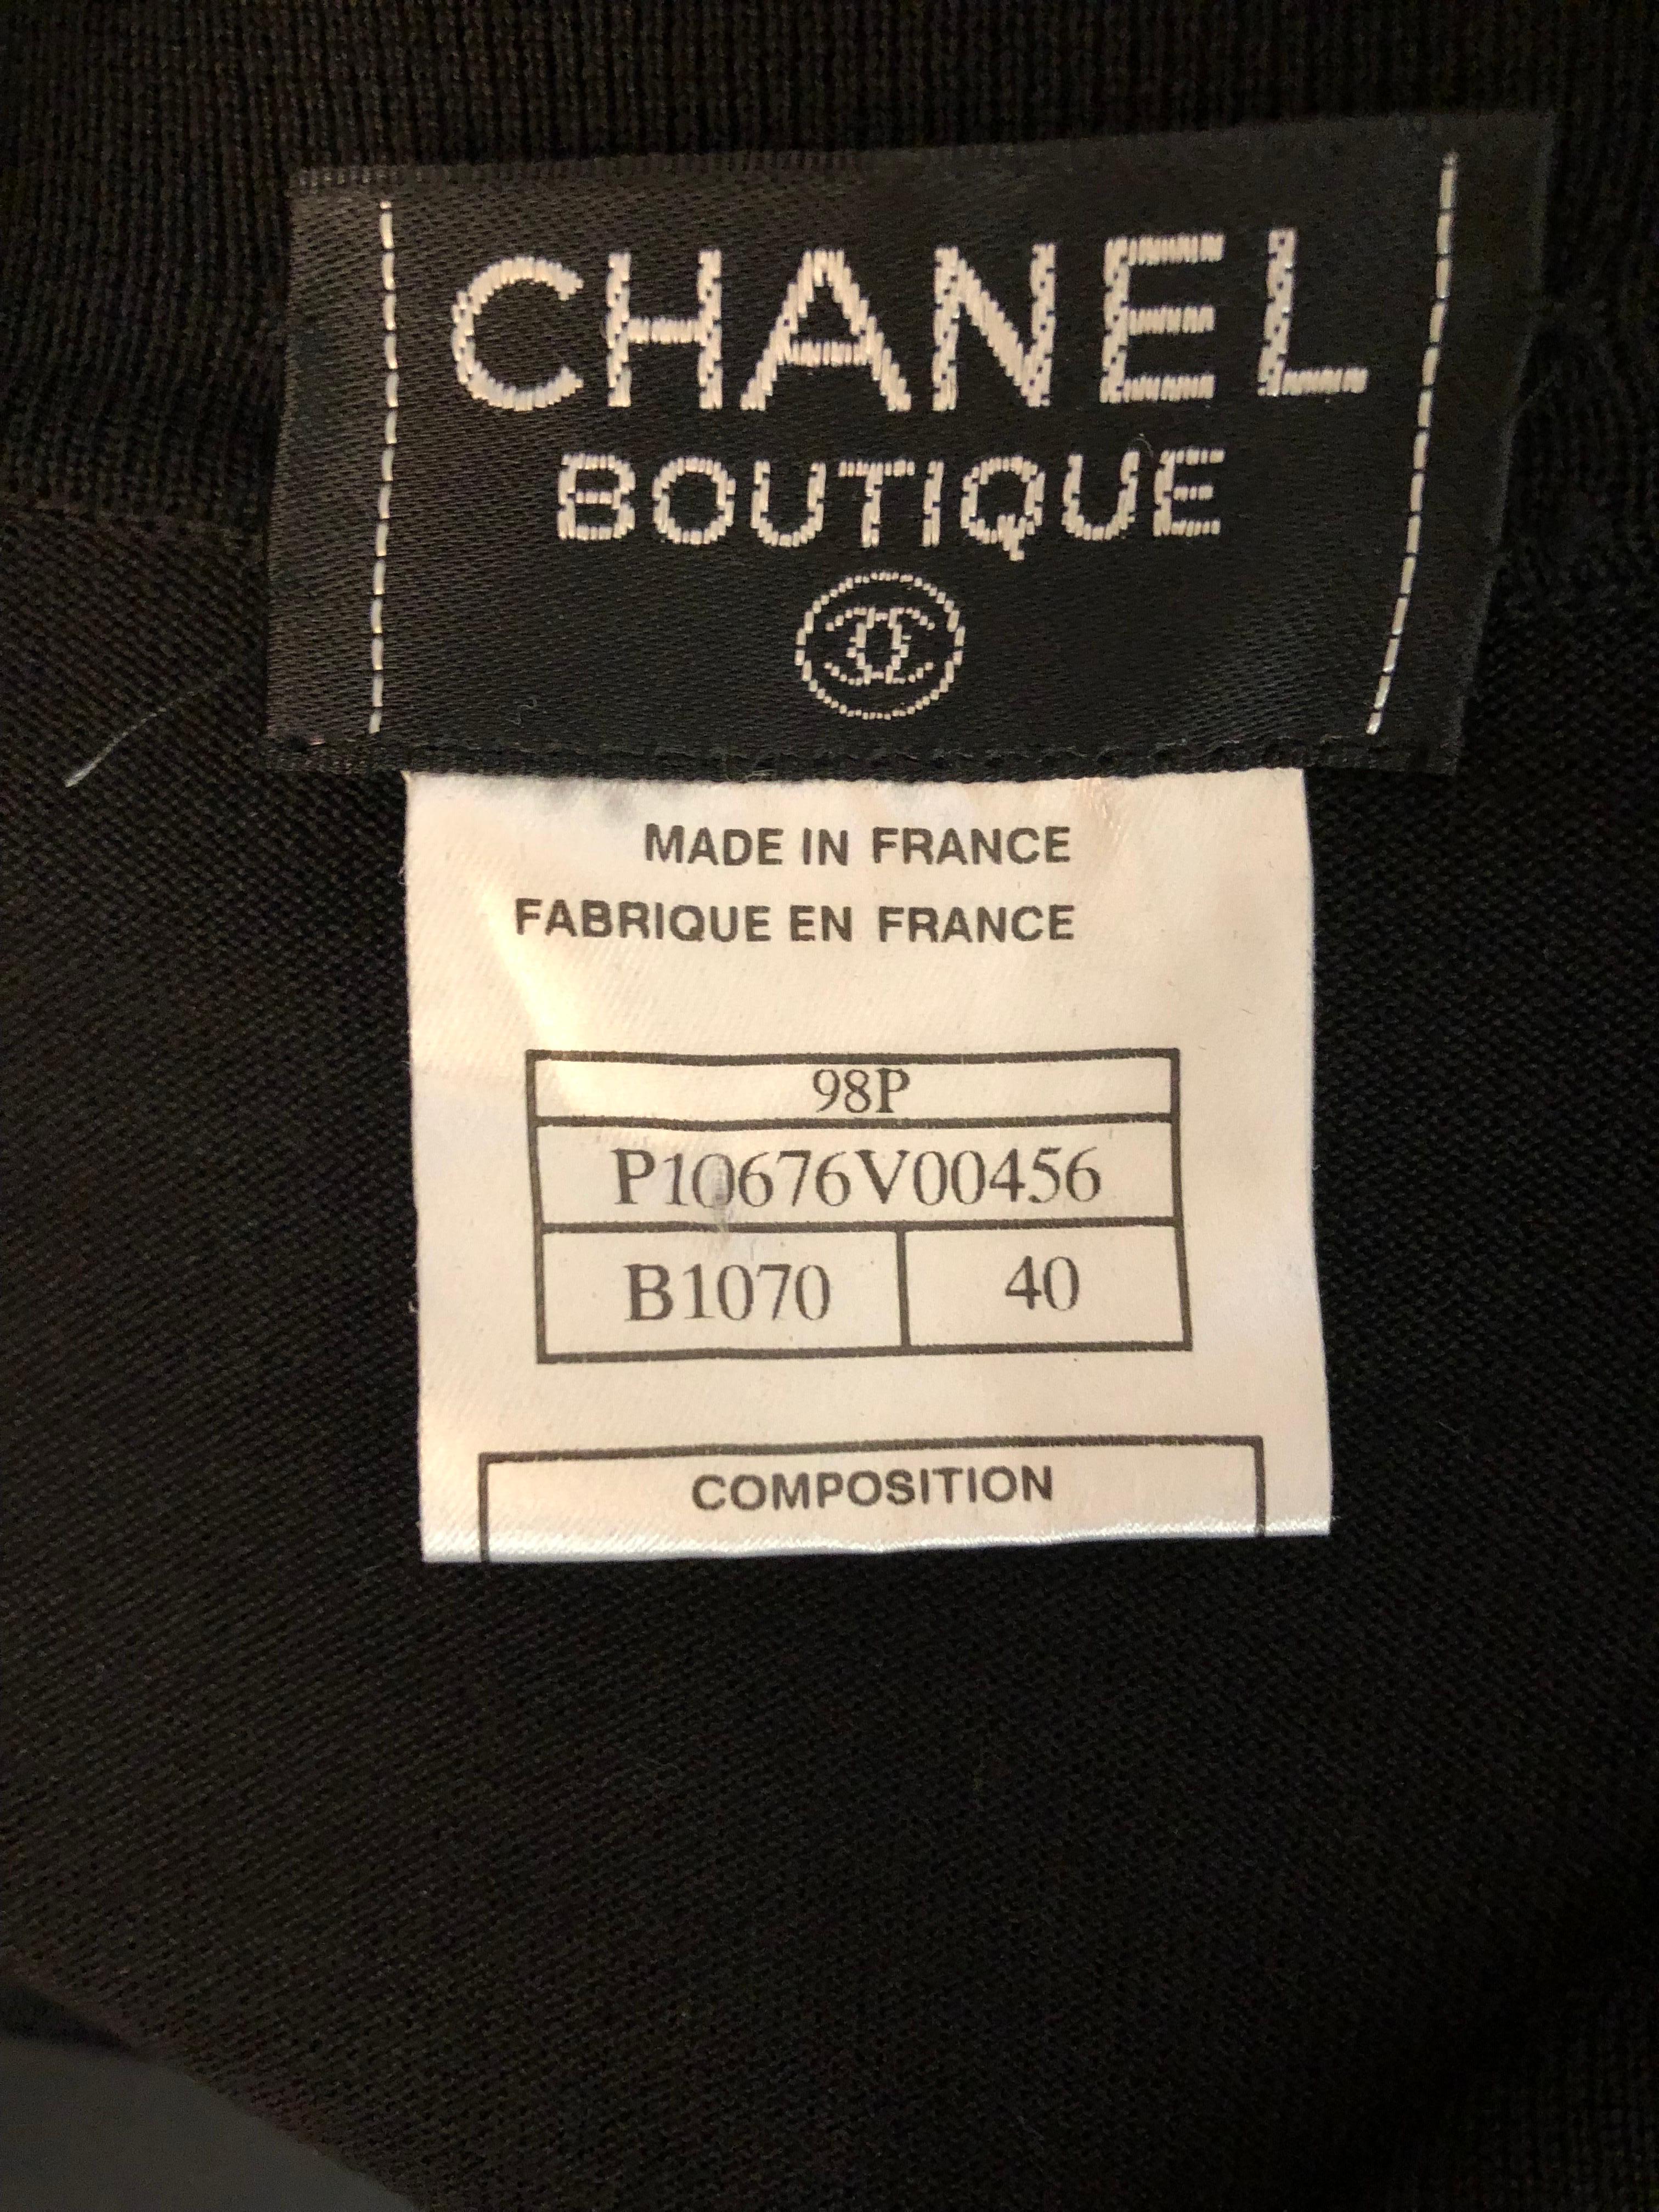 CHANEL
BOUTIQUE
MADE IN FRANCE
FABRIQUE EN FRANCE
98P
P10676V00456
B1070 40
COMPOSITION